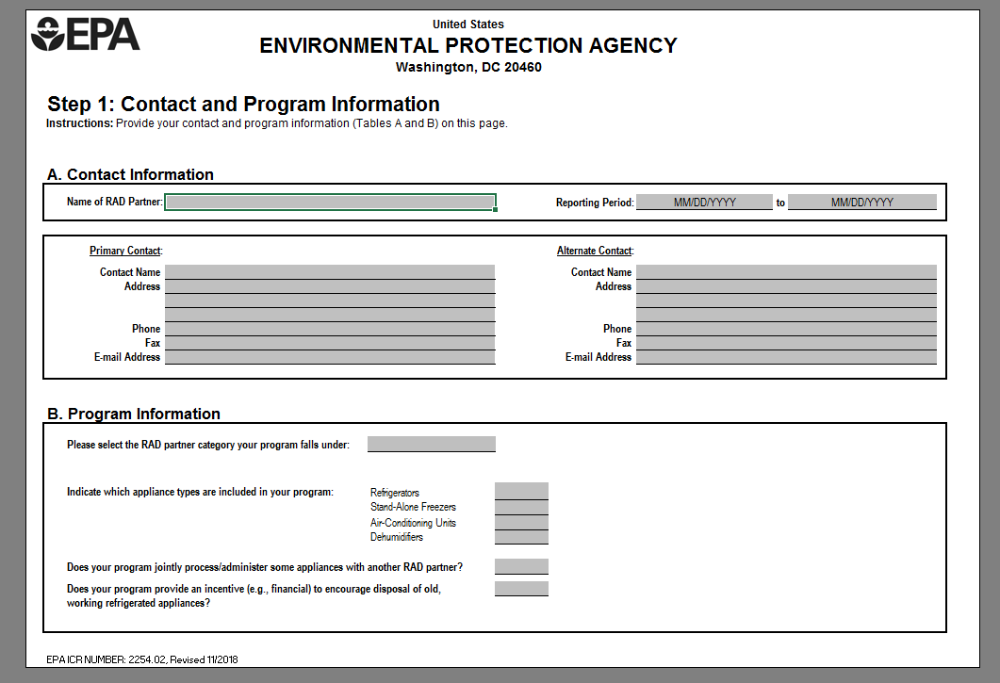 EPA
United States
ENVIRONMENTAL PROTECTION AGENCY
Washington, DC 20460
Step 1: Contact and Program Information
Instructions: Provide your contact and program information (Tables A and B) on this page.
A. Contact Information
Name of RAD Partner: Reporting Period: MM/DD/YYYY to MM/DD/YYYY
Primary Contact: Alternate Contact:
Contact Name Contact Name
Address Address
Phone Phone
Fax Fax
E-mail Address E-mail Address
B. Program Information
Please select the RAD partner category your program falls under:
Indicate which appliance types are included in your program: Refrigerators
Stand-Alone Freezers
Air-Conditioning Units
Dehumidifiers
Does your program jointly process/administer some appliances with another RAD partner?
Does your program provide an incentive (e.g., financial) to encourage disposal of old,
working refrigerated appliances?
EPA ICR NUMBER: 2254.02, Revised 11/2018